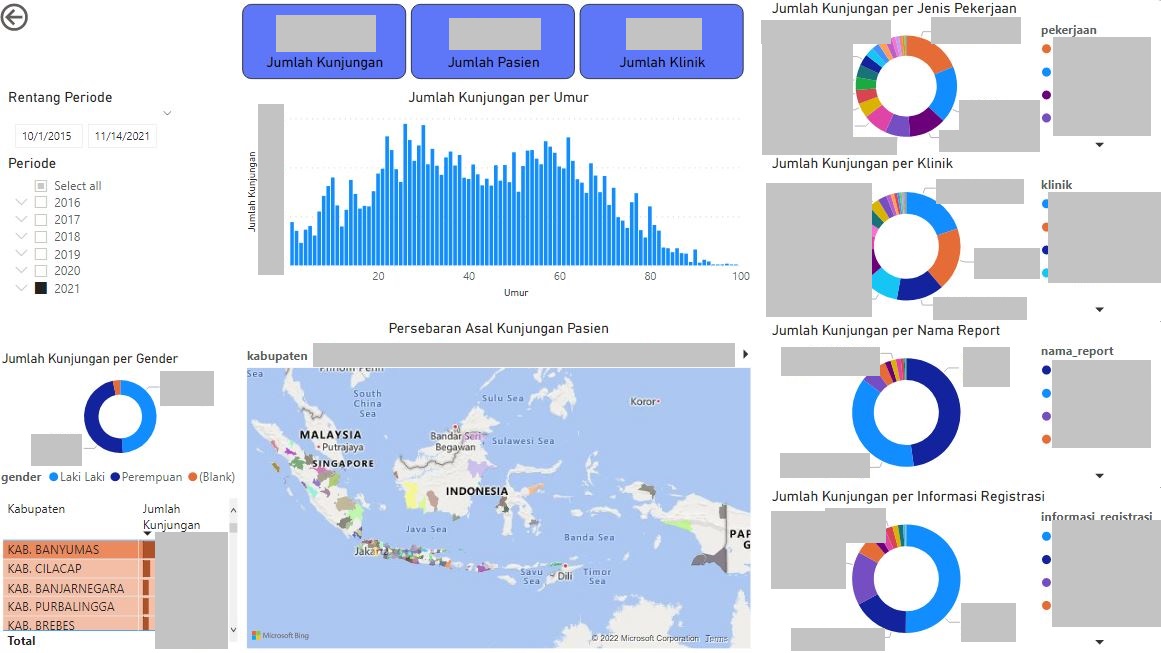 Jumlah Kunjungan
Jumlah Pasien
Jumlah Klinik
Rentang Periode
10/1/2015
11/14/2021
Periode
Select all
2016
2017
2018
2019
2020
2021
Jumlah Kunjungan per Umur
Jumlah Kunjungan
20
40
60
80
100
Umur
Jumlah Kunjungan per Gender
gender
Laki Laki
Perempuan
(Blank)
Kabupaten
Jumlah
Kunjungan
KAB. BANYUMAS
KAB. CILACAP
KAB. BANJARNEGARA
KAB. PURBALINGGA
KAB. BREBES
Total
Persebaran Asal Kunjungan Pasien
kabupaten
Sea
Phnom Penh
South
China
Sea
Sulu Sea
Koror
MALAYSIA
Putrajaya
Bandar Seri
Begawan
Sulawesi Sea
SINGAPORE
INDONESIA
Java Sea
Banda Sea
PAP
G
Jakarta
Savu
Sea
Dili
Timor
Sea
Microsoft Bing
© 2022 Microsoft Corporation
Terms
Jumlah Kunjungan per Jenis Pekerjaan
pekerjaan
Jumlah Kunjungan per Klinik
klinik
Jumlah Kunjungan per Nama Report
nama_report
Jumlah Kunjungan per Informasi Registrasi
informasi_registrasi